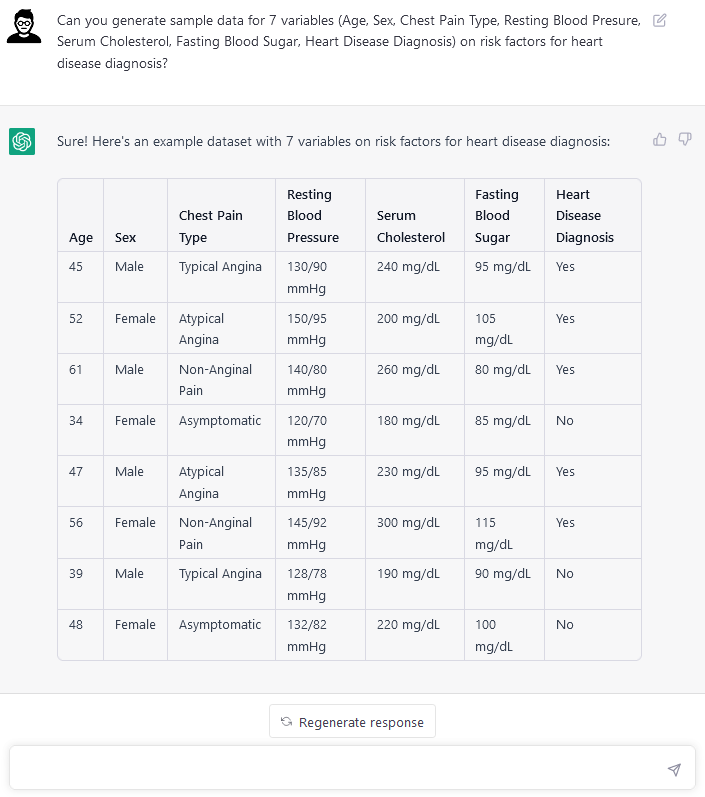 Can you generate sample data for 7 variables (Age, Sex, Chest Pain Type, Resting Blood Presure,
Serum Cholesterol, Fasting Blood Sugar, Heart Disease Diagnosis) on risk factors for heart
disease diagnosis?
Sure! Here's an example dataset with 7 variables on risk factors for heart disease diagnosis:
Age Sex Chest Pain Type Resting Blood Pressure Serum Cholesterol Fasting Blood Sugar Heart Disease Diagnosis
45 Male Typical Angina 130/90 mmHg 240 mg/dL 95 mg/dL Yes
52 Female Atypical Angina 150/95 mmHg 200 mg/dL 105 mg/dL Yes
61 Male Non-Anginal Pain 140/80 mmHg 260 mg/dL 80 mg/dL Yes
34 Female Asymptomatic 120/70 mmHg 180 mg/dL 85 mg/dL No
47 Male Atypical Angina 135/85 mmHg 230 mg/dL 95 mg/dL Yes
56 Female Non-Anginal Pain 145/92 mmHg 300 mg/dL 115 mg/dL Yes
39 Male Typical Angina 128/78 mmHg 190 mg/dL 90 mg/dL No
48 Female Asymptomatic 132/82 mmHg 220 mg/dL 100 mg/dL No
Regenerate response